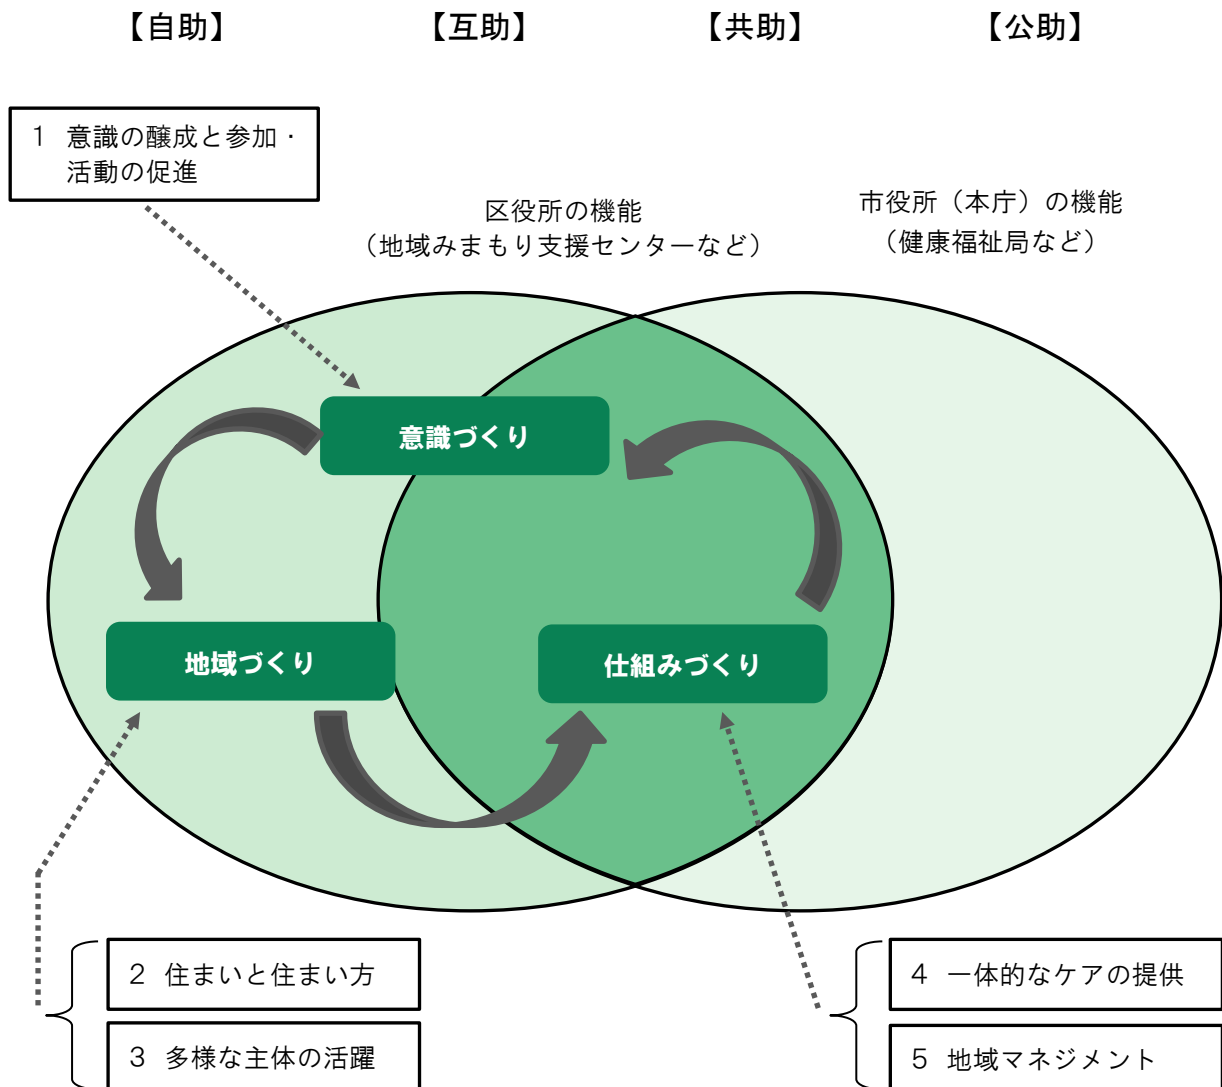 【自助】 【互助】 【共助】 【公助】
1 意識の醸成と参加・
活動の促進
区役所の機能
（地域みまもり支援センターなど）
市役所（本庁）の機能
（健康福祉局など）
意識づくり
地域づくり
仕組みづくり
2 住まいと住まい方
3 多様な主体の活躍
4 一体的なケアの提供
5 地域マネジメント